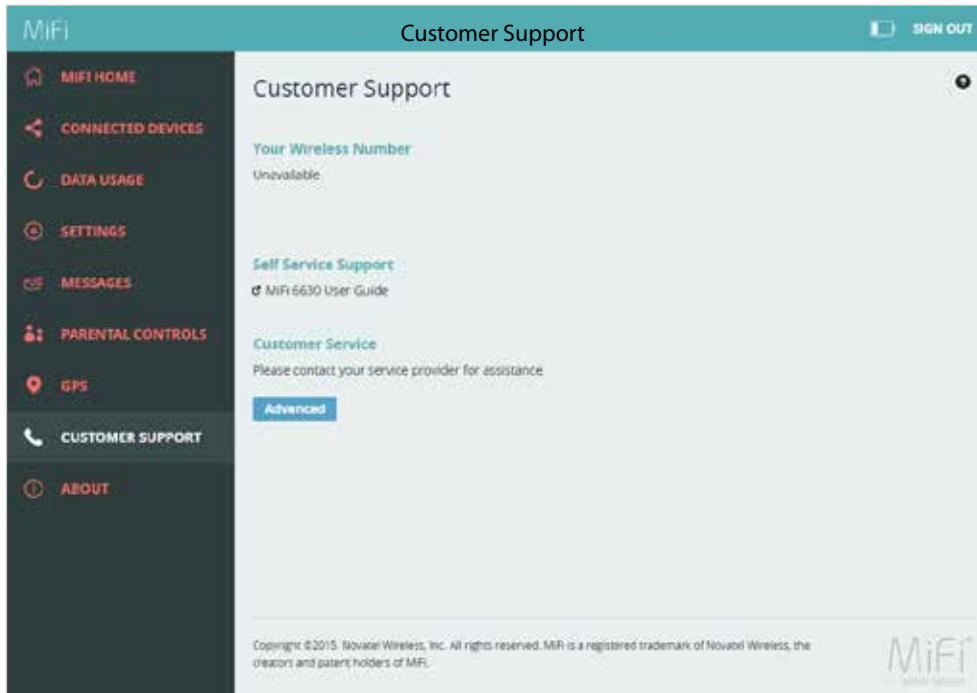 MiFi
Customer Support
SIGN OUT
MIFI HOME
CONNECTED DEVICES
DATA USAGE
SETTINGS
MESSAGES
PARENTAL CONTROLS
GPS
CUSTOMER SUPPORT
ABOUT
Customer Support
Your Wireless Number
Unavailable
Self Service Support
MiFi 6630 User Guide
Customer Service
Please contact your service provider for assistance
Advanced
Copyright ©2015. Novatel Wireless, Inc. All rights reserved. MiFi is a registered trademark of Novatel Wireless, the
creators and patent holders of MiFi.
MiFi